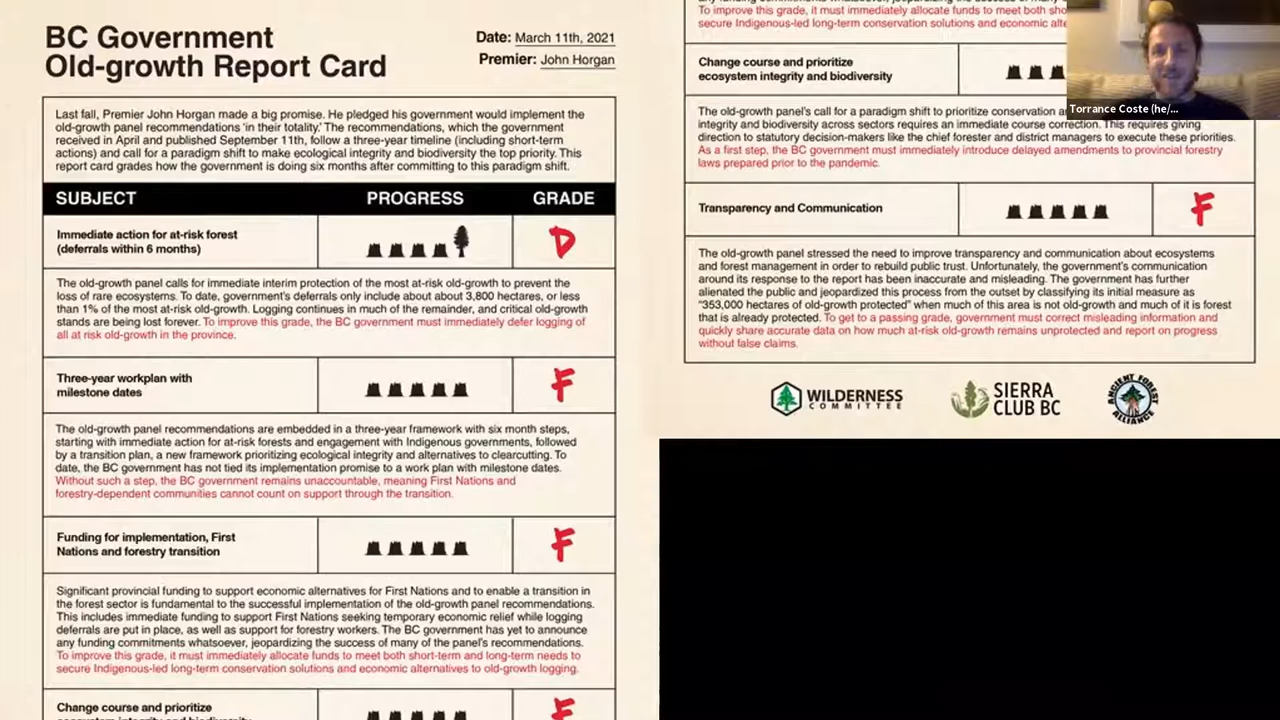 BC Government
Old-growth Report Card
Date: March 11th, 2021
Premier: John Horgan
Last fall, Premier John Horgan made a big promise. He pledged his government would implement the
old-growth panel recommendations 'in their totality.' The recommendations, which the government
received in April and published September 11th, follow a three-year timeline (including short-term
actions) and call for a paradigm shift to make ecological integrity and biodiversity the top priority. This
report card grades how the government is doing six months after committing to this paradigm shift.
SUBJECT PROGRESS GRADE
Immediate action for at-risk forest
(deferrals within 6 months)
D
The old-growth panel calls for immediate interim protection of the most at-risk old-growth to prevent the
loss of rare ecosystems. To date, government's deferrals only include about about 3,800 hectares, or less
than 1% of the most at-risk old-growth. Logging continues in much of the remainder, and critical old-growth
stands are being lost forever. To improve this grade, the BC government must immediately defer logging of
all at risk old-growth in the province.
Three-year workplan with
milestone dates
F
The old-growth panel recommendations are embedded in a three-year framework with six month steps,
starting with immediate action for at-risk forests and engagement with Indigenous governments, followed
by a transition plan, a new framework prioritizing ecological integrity and alternatives to clearcutting. To
date, the BC government has not tied its implementation promise to a work plan with milestone dates.
Without such a step, the BC government remains unaccountable, meaning First Nations and
forestry-dependent communities cannot count on support through the transition.
Funding for implementation, First
Nations and forestry transition
F
Significant provincial funding to support economic alternatives for First Nations and to enable a transition in
the forest sector is fundamental to the successful implementation of the old-growth panel recommendations.
This includes immediate funding to support First Nations seeking temporary economic relief while logging
deferrals are put in place, as well as support for forestry workers. The BC government has yet to announce
any funding commitments whatsoever, jeopardizing the success of many of the panel's recommendations.
To improve this grade, it must immediately allocate funds to meet both short-term and long-term needs to
secure Indigenous-led long-term conservation solutions and economic alternatives to old-growth logging.
Change course and prioritize
ecosystem integrity and biodiversity
F
To improve this grade, it must immediately allocate funds to meet both sho
secure Indigenous-led long-term conservation solutions and economic alte
Change course and prioritize
ecosystem integrity and biodiversity
Torrance Coste (he/...
The old-growth panel's call for a paradigm shift to prioritize conservation a
integrity and biodiversity across sectors requires an immediate course correction. This requires giving
direction to statutory decision-makers like the chief forester and district managers to execute these priorities.
As a first step, the BC government must immediately introduce delayed amendments to provincial forestry
laws prepared prior to the pandemic.
Transparency and Communication
F
The old-growth panel stressed the need to improve transparency and communication about ecosystems
and forest management in order to rebuild public trust. Unfortunately, the government's communication
around its response to the report has been inaccurate and misleading. The government has further
alienated the public and jeopardized this process from the outset by classifying its initial measure as
"353,000 hectares of old-growth protected" when much of this area is not old-growth and much of it is forest
that is already protected. To get to a passing grade, government must correct misleading information and
quickly share accurate data on how much at-risk old-growth remains unprotected and report on progress
without false claims.
WILDERNESS
COMMITTEE
SIERRA
CLUB BC
ANCIENT FOREST
ALLIANCE